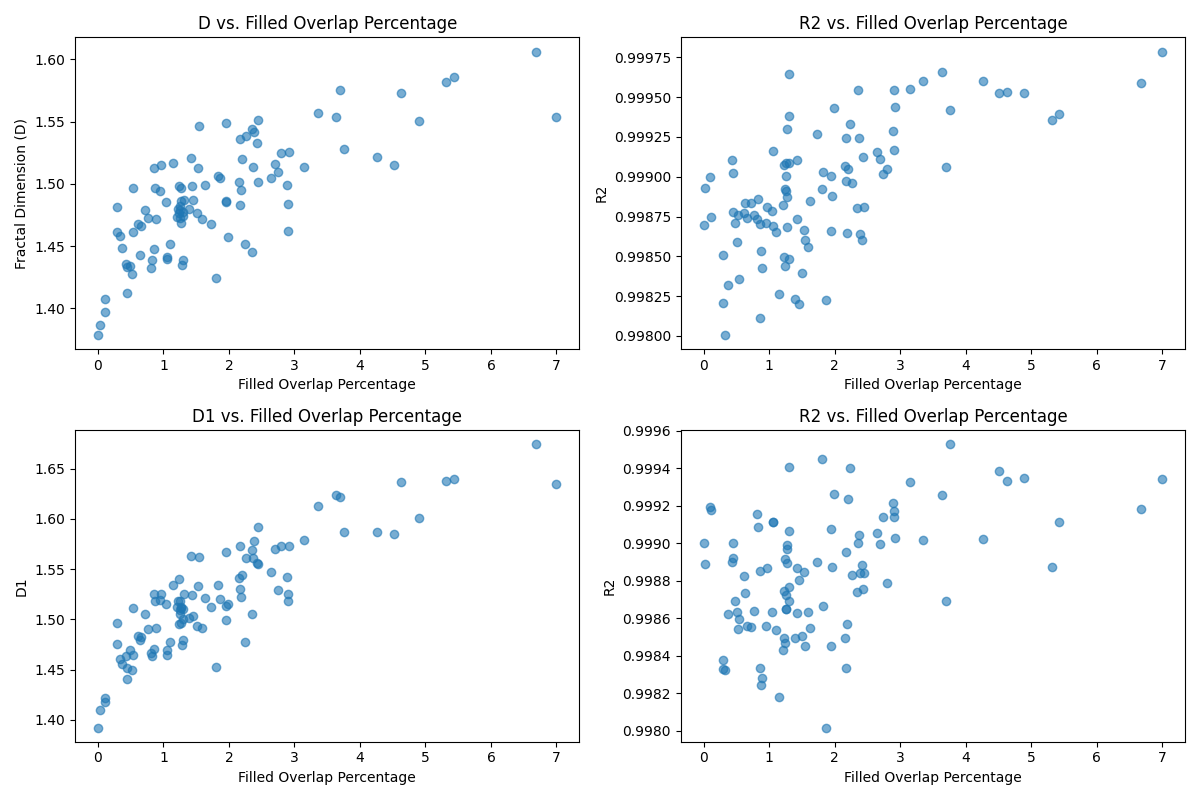 D vs. Filled Overlap Percentage
Fractal Dimension (D)
1.60
1.55
1.50
1.45
1.40
0 1 2 3 4 5 6 7
Filled Overlap Percentage
R2 vs. Filled Overlap Percentage
R2
0.99975
0.99950
0.99925
0.99900
0.99875
0.99850
0.99825
0.99800
0 1 2 3 4 5 6 7
Filled Overlap Percentage
D1 vs. Filled Overlap Percentage
D1
1.65
1.60
1.55
1.50
1.45
1.40
0 1 2 3 4 5 6 7
Filled Overlap Percentage
R2 vs. Filled Overlap Percentage
R2
0.9996
0.9994
0.9992
0.9990
0.9988
0.9986
0.9984
0.9982
0.9980
0 1 2 3 4 5 6 7
Filled Overlap Percentage